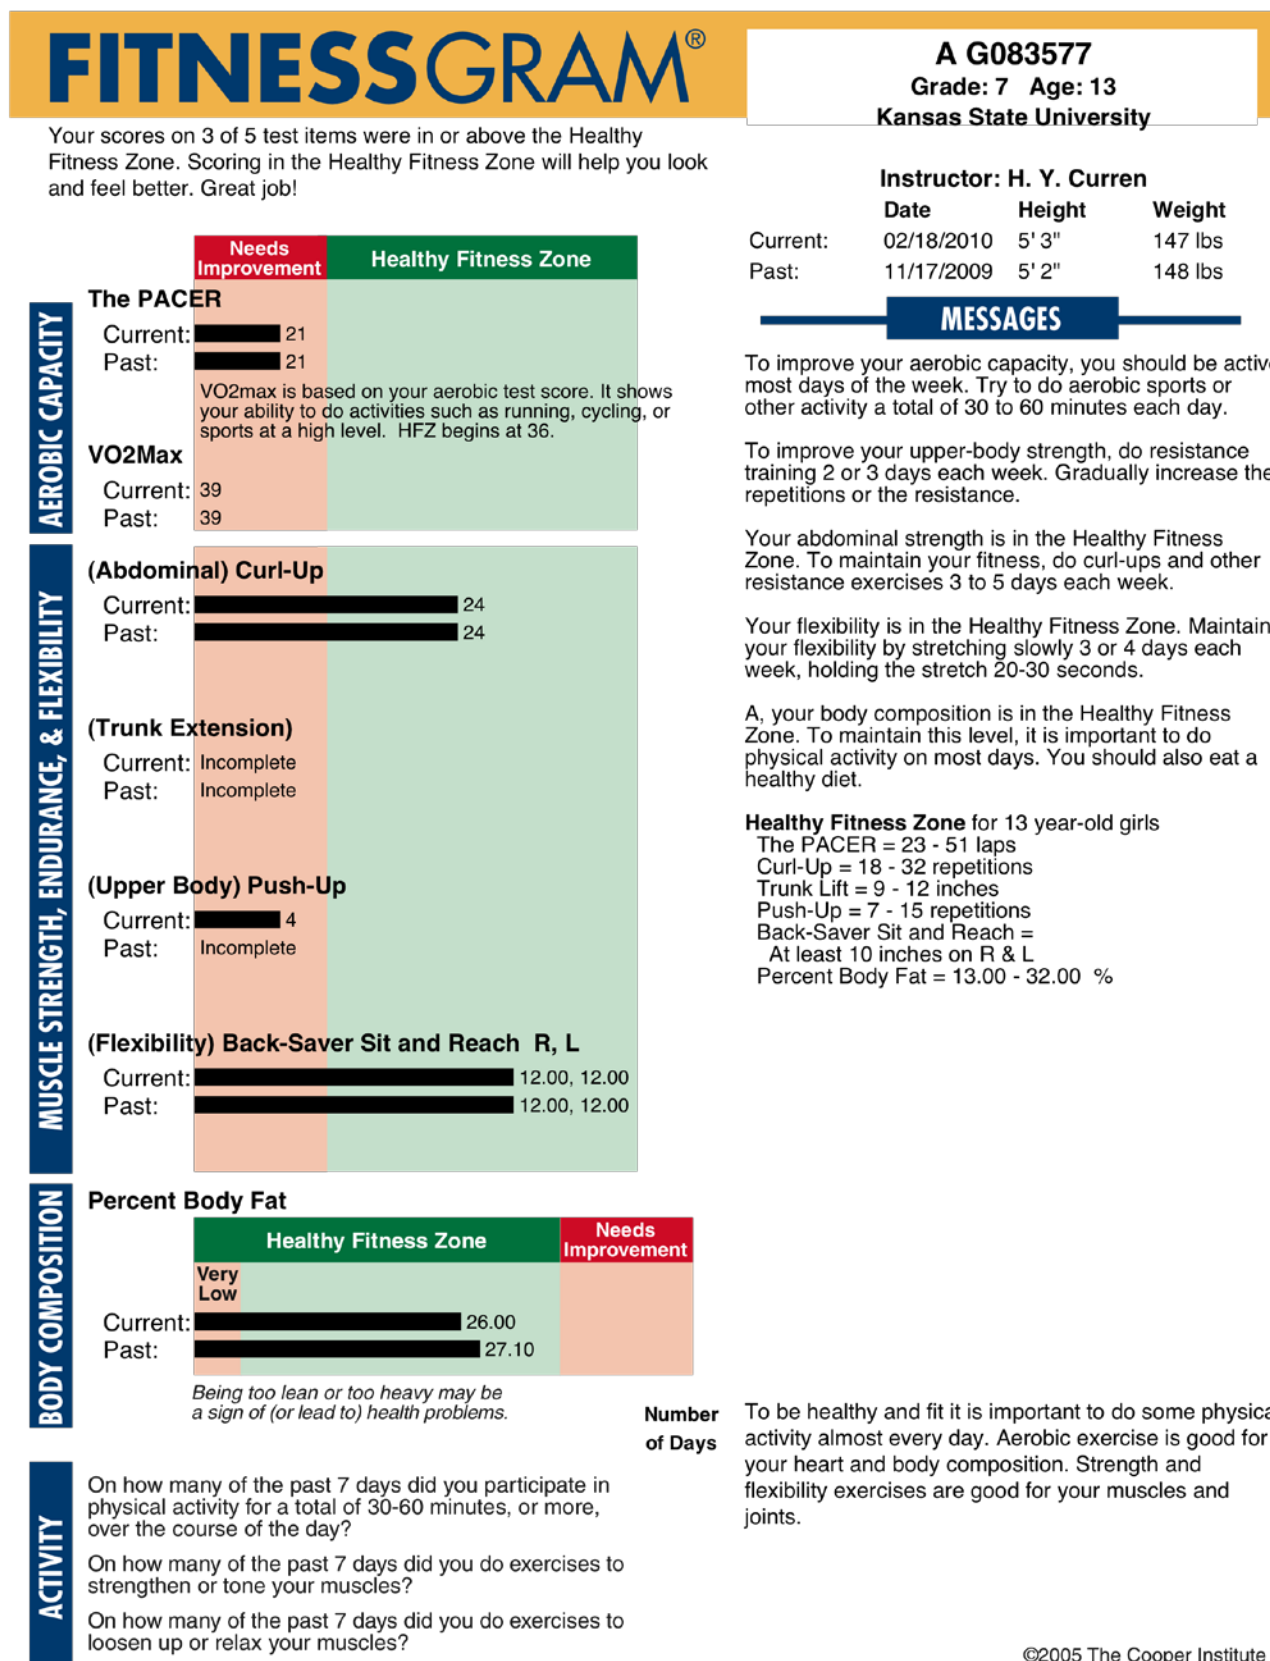 FITNESSGRAM®
A G083577
Grade: 7 Age: 13
Kansas State University
Your scores on 3 of 5 test items were in or above the Healthy
Fitness Zone. Scoring in the Healthy Fitness Zone will help you look
and feel better. Great job!
Instructor: H. Y. Curren
Date Height Weight
Current: 02/18/2010 5' 3" 147 lbs
Past: 11/17/2009 5' 2" 148 lbs
Needs
Improvement
Healthy Fitness Zone
AEROBIC CAPACITY
The PACER
Current: 21
Past: 21
VO2max is based on your aerobic test score. It shows
your ability to do activities such as running, cycling, or
sports at a high level. HFZ begins at 36.
VO2Max
Current: 39
Past: 39
MUSCLE STRENGTH, ENDURANCE, & FLEXIBILITY
(Abdominal) Curl-Up
Current: 24
Past: 24
(Trunk Extension)
Current: Incomplete
Past: Incomplete
(Upper Body) Push-Up
Current: 4
Past: Incomplete
(Flexibility) Back-Saver Sit and Reach R, L
Current: 12.00, 12.00
Past: 12.00, 12.00
BODY COMPOSITION
Percent Body Fat
Healthy Fitness Zone
Needs
Improvement
Very
Low
Current: 26.00
Past: 27.10
Being too lean or too heavy may be
a sign of (or lead to) health problems.
MESSAGES
To improve your aerobic capacity, you should be active
most days of the week. Try to do aerobic sports or
other activity a total of 30 to 60 minutes each day.
To improve your upper-body strength, do resistance
training 2 or 3 days each week. Gradually increase the
repetitions or the resistance.
Your abdominal strength is in the Healthy Fitness
Zone. To maintain your fitness, do curl-ups and other
resistance exercises 3 to 5 days each week.
Your flexibility is in the Healthy Fitness Zone. Maintain
your flexibility by stretching slowly 3 or 4 days each
week, holding the stretch 20-30 seconds.
A, your body composition is in the Healthy Fitness
Zone. To maintain this level, it is important to do
physical activity on most days. You should also eat a
healthy diet.
Healthy Fitness Zone for 13 year-old girls
The PACER = 23 - 51 laps
Curl-Up = 18 - 32 repetitions
Trunk Lift = 9 - 12 inches
Push-Up = 7 - 15 repetitions
Back-Saver Sit and Reach =
At least 10 inches on R & L
Percent Body Fat = 13.00 - 32.00 %
Number
of Days
ACTIVITY
On how many of the past 7 days did you participate in
physical activity for a total of 30-60 minutes, or more,
over the course of the day?
On how many of the past 7 days did you do exercises to
strengthen or tone your muscles?
On how many of the past 7 days did you do exercises to
loosen up or relax your muscles?
To be healthy and fit it is important to do some physica
activity almost every day. Aerobic exercise is good for
your heart and body composition. Strength and
flexibility exercises are good for your muscles and
joints.
©2005 The Cooper Institute